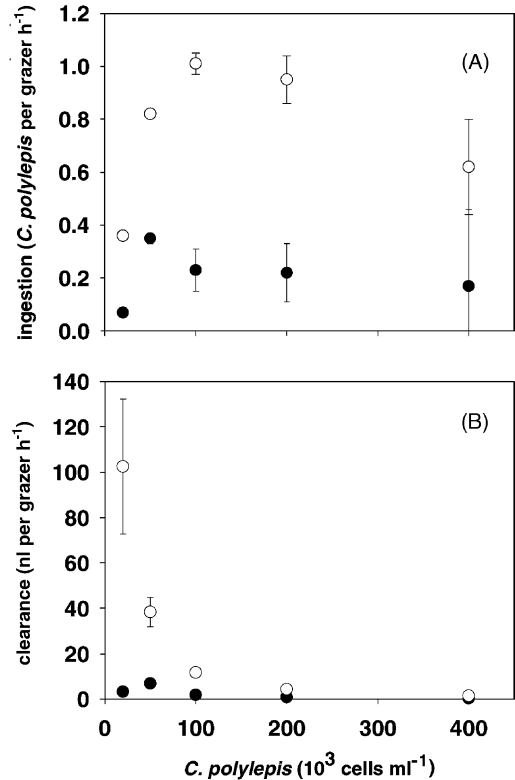 1.2
1.0
0.8
0.6
0.4
0.2
0.0
ingestion (C. polylepis per grazer h⁻¹)
(A)
140
120
100
80
60
40
20
0
clearance (nl per grazer h⁻¹)
(B)
0 100 200 300 400
C. polylepis (10³ cells ml⁻¹)